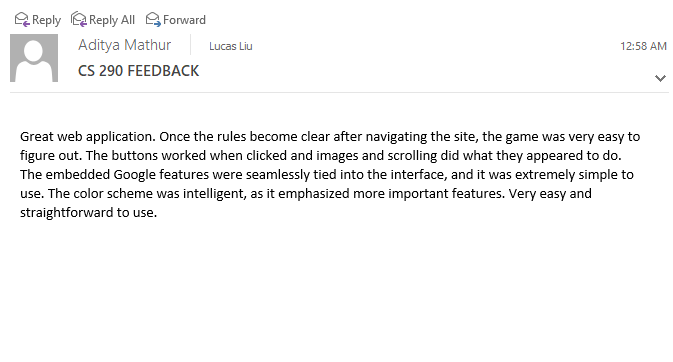 Reply Reply All Forward
Aditya Mathur Lucas Liu 12:58 AM
CS 290 FEEDBACK
Great web application. Once the rules become clear after navigating the site, the game was very easy to
figure out. The buttons worked when clicked and images and scrolling did what they appeared to do.
The embedded Google features were seamlessly tied into the interface, and it was extremely simple to
use. The color scheme was intelligent, as it emphasized more important features. Very easy and
straightforward to use.